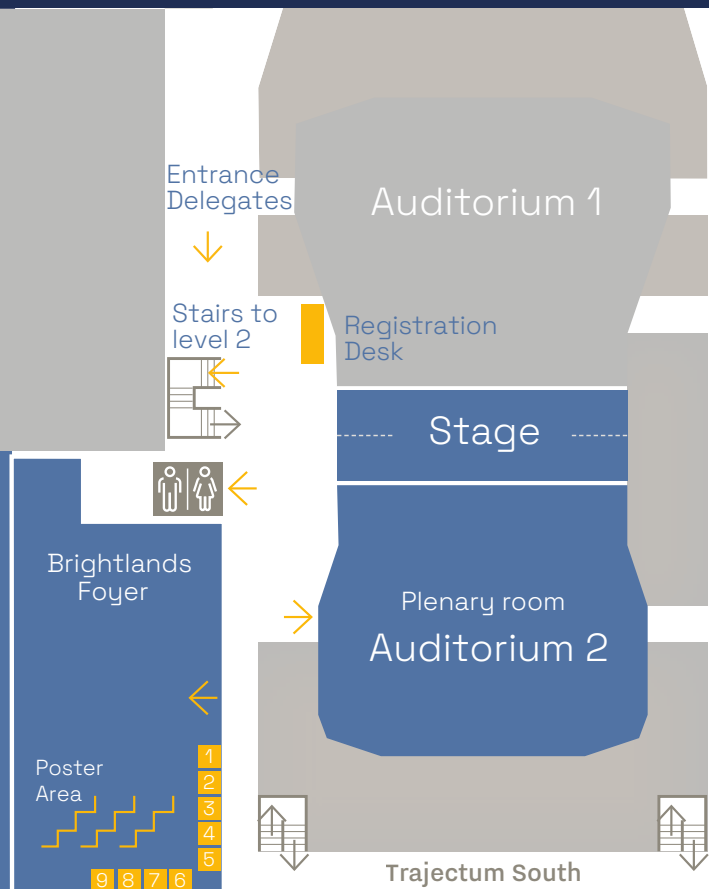 Entrance
Delegates
Auditorium 1
Stairs to
level 2
Registration
Desk
Stage
Brightlands
Foyer
Plenary room
Auditorium 2
Poster
Area
1
2
3
4
5
9 8 7 6
Trajectum South